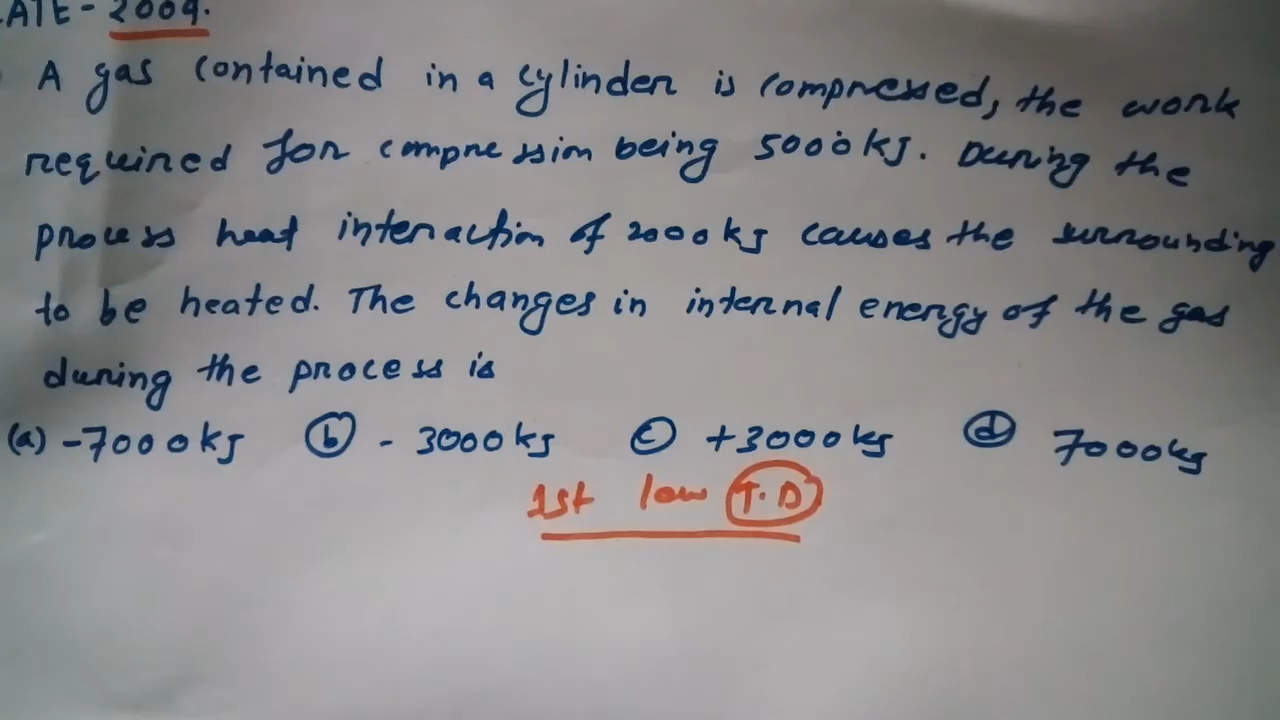 ATE - 2009.
A gas contained in a cylinder is compressed, the work
required for compression being 5000 kJ. During the
process heat interaction of 2000 kJ causes the surrounding
to be heated. The changes in internal energy of the gas
during the process is
(a) -7000 kJ (b) - 3000 kJ (c) +3000 kJ (d) 7000 kJ
1st low T.D